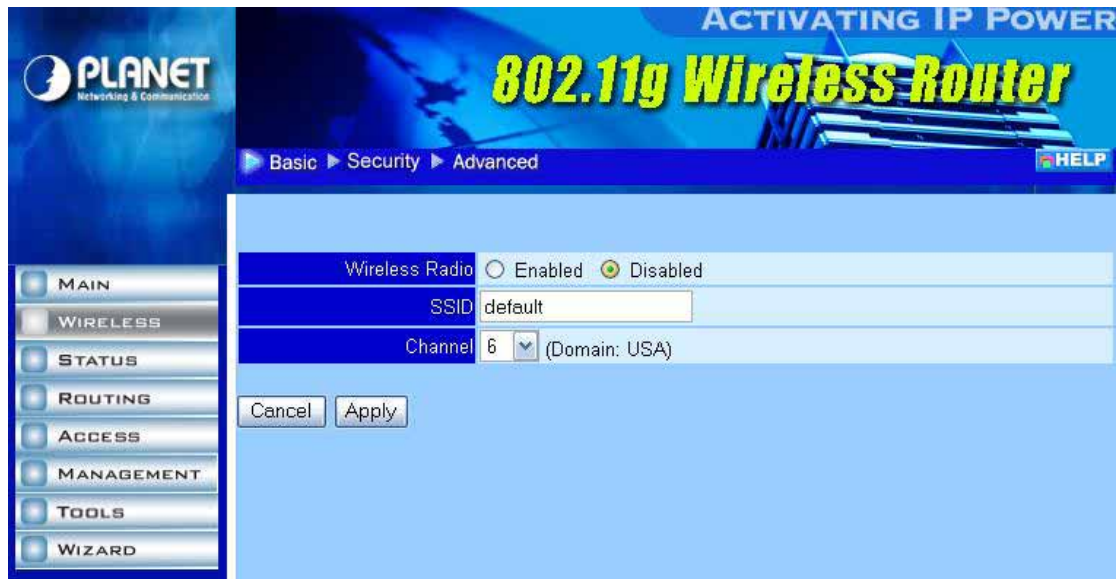 ACTIVATING IP POWER
PLANET
Networking & Communication
802.11g Wireless Router
Basic Security Advanced
HELP
MAIN
WIRELESS
STATUS
ROUTING
ACCESS
MANAGEMENT
TOOLS
WIZARD
Wireless Radio Enabled Disabled
SSID default
Channel 6 (Domain: USA)
Cancel Apply